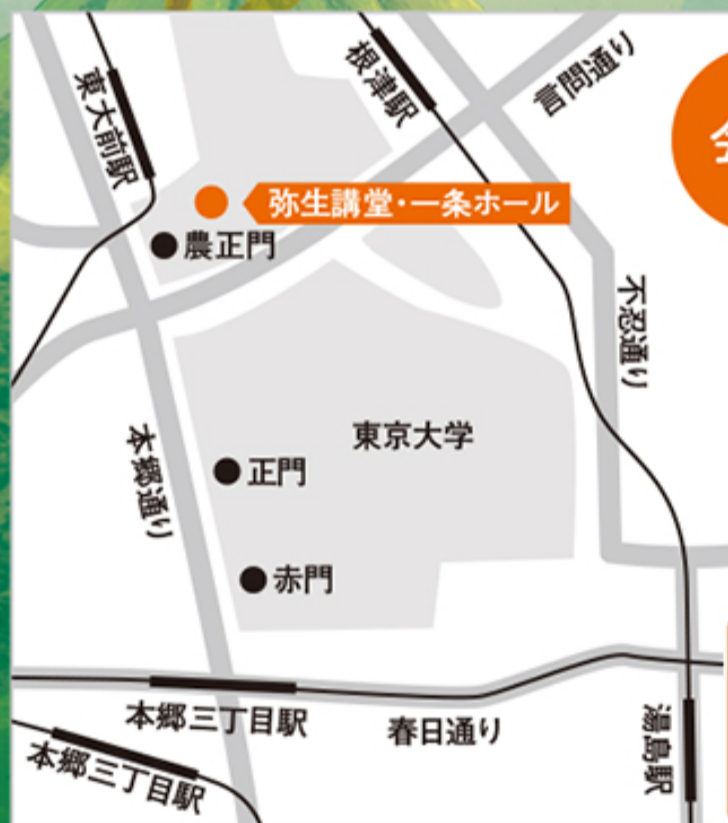 東大前駅
根津駅
言問通り
弥生講堂・一条ホール
農正門
不忍通り
東京大学
本郷通り
正門
赤門
本郷三丁目駅
春日通り
湯島駅
本郷三丁目駅